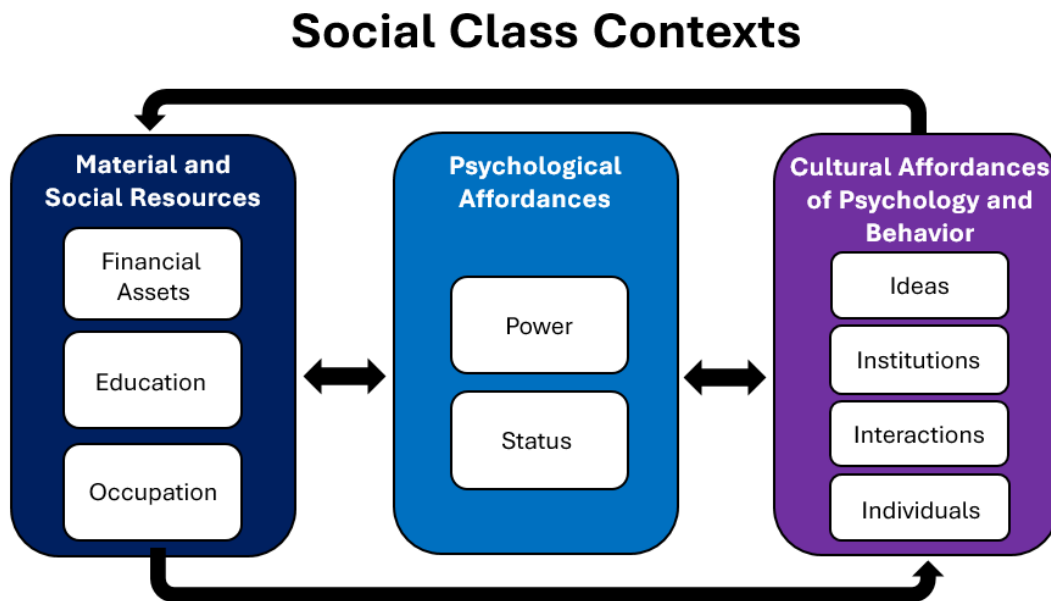 Social Class Contexts
Material and
Social Resources
Financial
Assets
Education
Occupation
Psychological
Affordances
Power
Status
Cultural Affordances
of Psychology and
Behavior
Ideas
Institutions
Interactions
Individuals